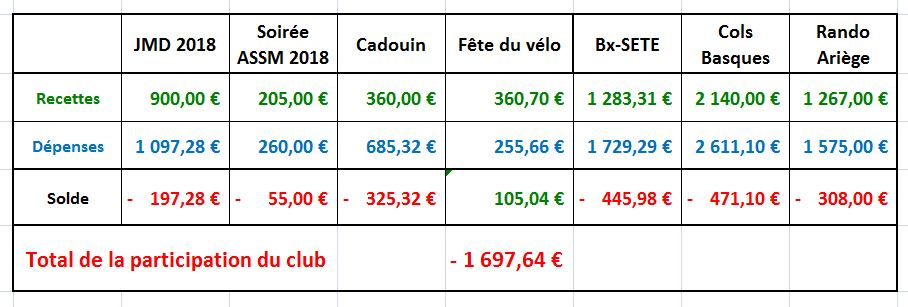 JMD 2018 Soirée ASSM 2018 Cadouin Fête du vélo Bx-SETE Cols Basques Rando Ariège
Recettes 900,00 € 205,00 € 360,00 € 360,70 € 1 283,31 € 2 140,00 € 1 267,00 €
Dépenses 1 097,28 € 260,00 € 685,32 € 255,66 € 1 729,29 € 2 611,10 € 1 575,00 €
Solde - 197,28 € - 55,00 € - 325,32 € 105,04 € - 445,98 € - 471,10 € - 308,00 €
Total de la participation du club - 1 697,64 €